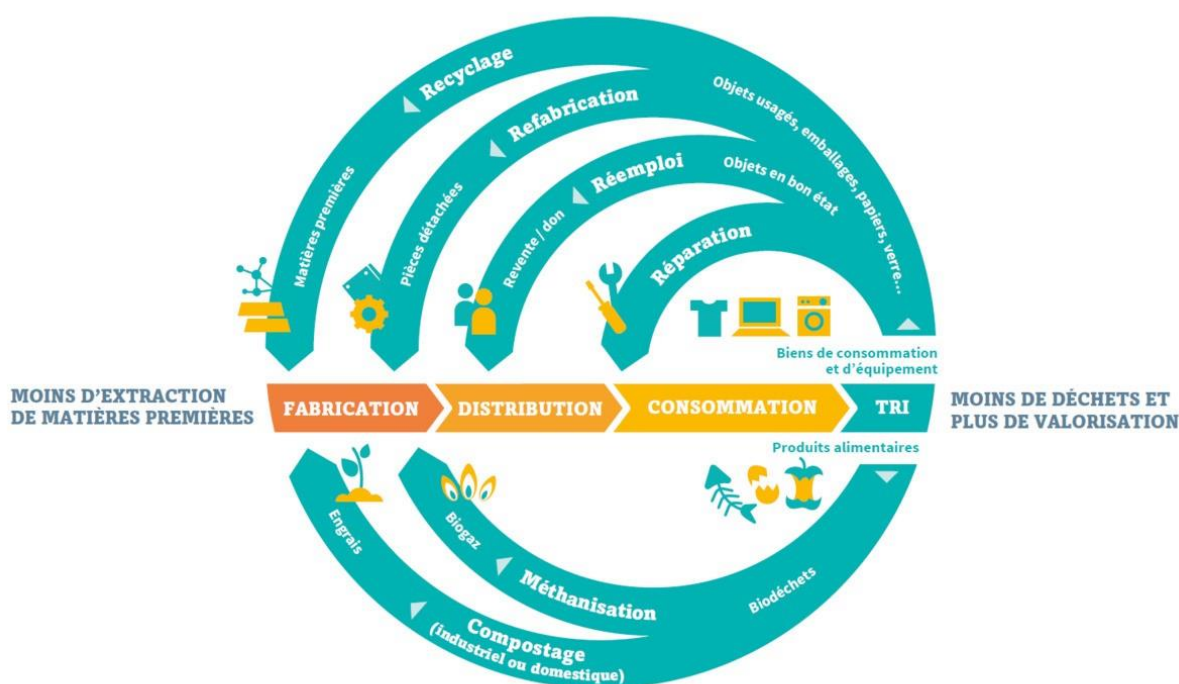 Recyclage
Refabrication
Réemploi
Réparation
Objets usagés, emballages, papiers, verre...
Objets en bon état
Matières premières
Pièces détachées
Revente / don
Biens de consommation
et d’équipement
MOINS D’EXTRACTION
DE MATIÈRES PREMIÈRES
FABRICATION
DISTRIBUTION
CONSOMMATION
TRI
MOINS DE DÉCHETS ET
PLUS DE VALORISATION
Produits alimentaires
Engrais
Biogaz
Méthanisation
Biodéchets
Compostage
(industriel ou domestique)